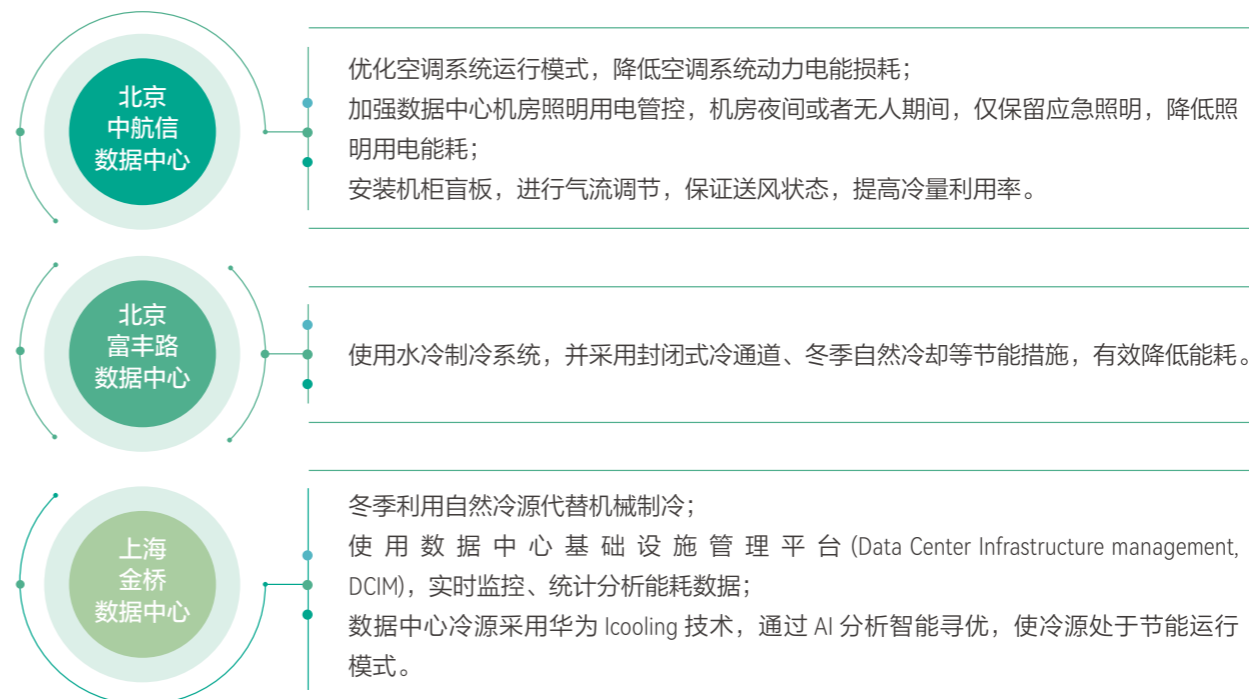 北京
中航信
数据中心
优化空调系统运行模式，降低空调系统动力电能损耗；
加强数据中心机房照明用电管控，机房夜间或者无人期间，仅保留应急照明，降低照
明用电能耗；
安装机柜盲板，进行气流调节，保证送风状态，提高冷量利用率。
北京
富丰路
数据中心
使用水冷制冷系统，并采用封闭式冷通道、冬季自然冷却等节能措施，有效降低能耗。
上海
金桥
数据中心
冬季利用自然冷源代替机械制冷；
使用数据中心基础设施管理平台(Data Center Infrastructure management,
DCIM)，实时监控、统计分析能耗数据；
数据中心冷源采用华为 Icooling 技术，通过 AI 分析智能寻优，使冷源处于节能运行
模式。